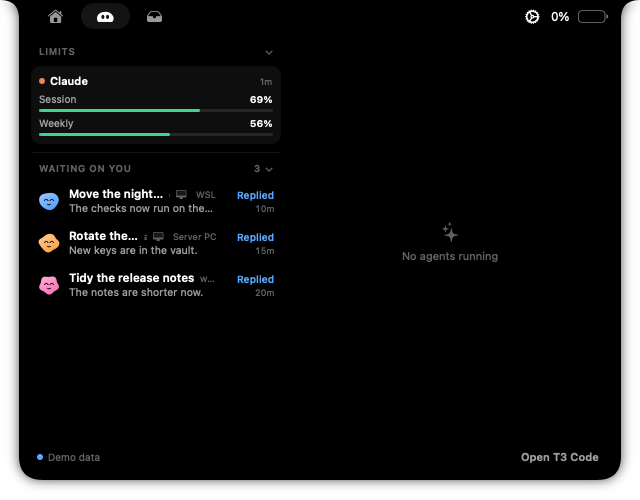 0%
LIMITS
Claude 1m
Session 69%
Weekly 56%
WAITING ON YOU 3
Move the night... WSL Replied
The checks now run on the... 10m
Rotate the... Server PC Replied
New keys are in the vault. 15m
Tidy the release notes w... Replied
The notes are shorter now. 20m
No agents running
Demo data
Open T3 Code